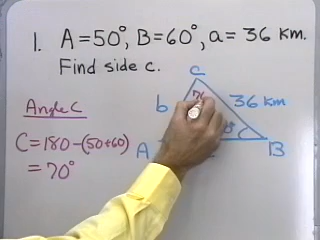 1. A=50°, B=60°, a= 36 km.
Find side c.
C
Angle C
b
36 km
C=180-(50+60)
A
B
= 70°